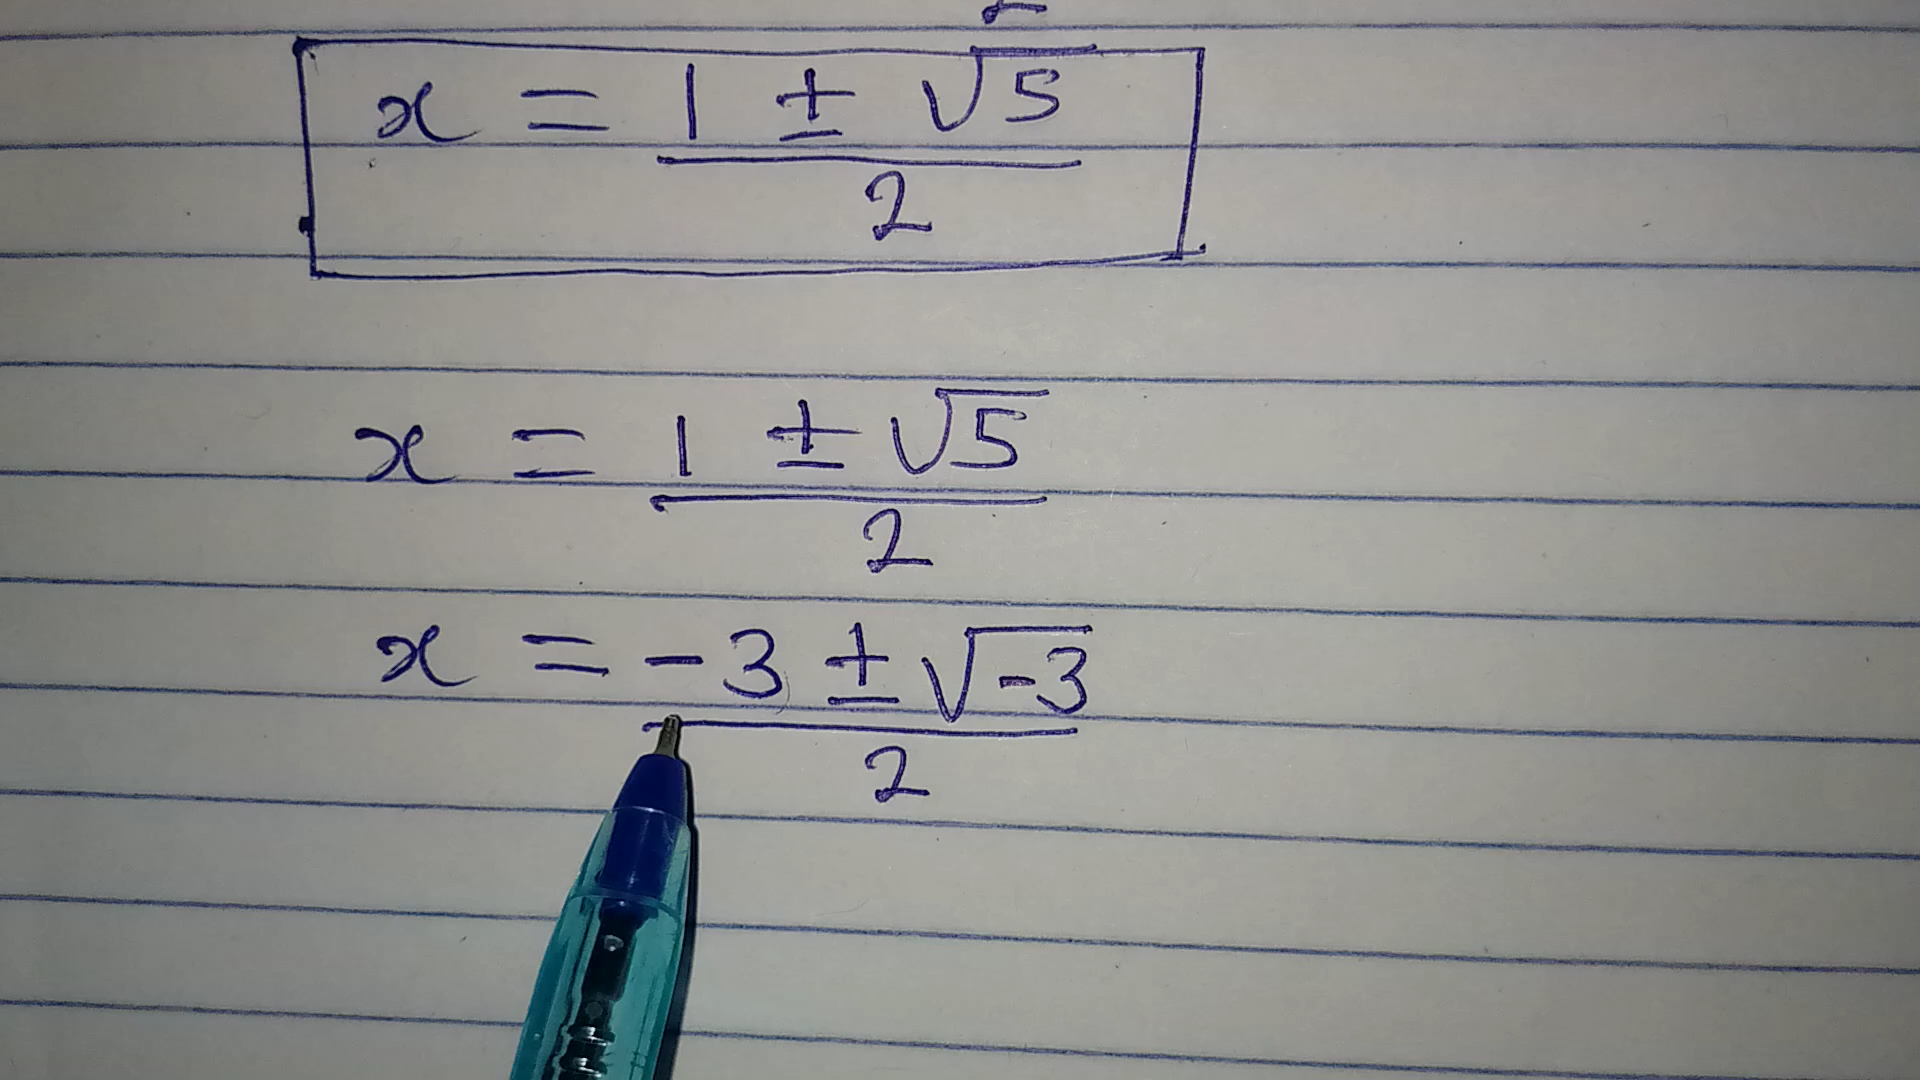 x = 1 ± √5
2
x = 1 ± √5
2
x = -3 ± √-3
2